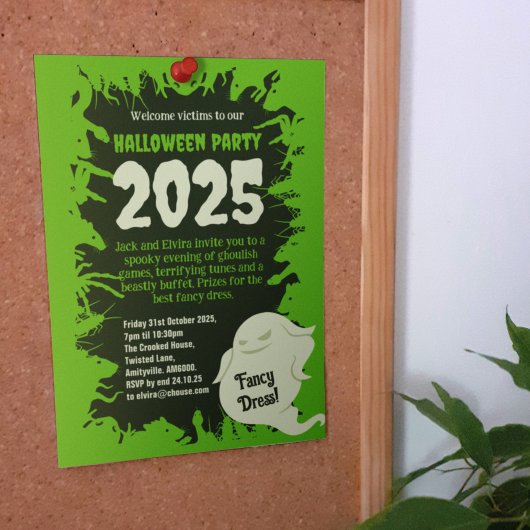 Welcome victims to our
HALLOWEEN PARTY
2025
Jack and Elvira invite you to a
spooky evening of ghoulish
games, terrifying tunes and a
beastly buffet. Prizes for the
best fancy dress.
Friday 31st October 2025,
7pm til 10:30pm
The Crooked House,
Twisted Lane,
Amityville. AM6000.
RSVP by end 24.10.25
to elvira@chouse.com
Fancy
Dress!